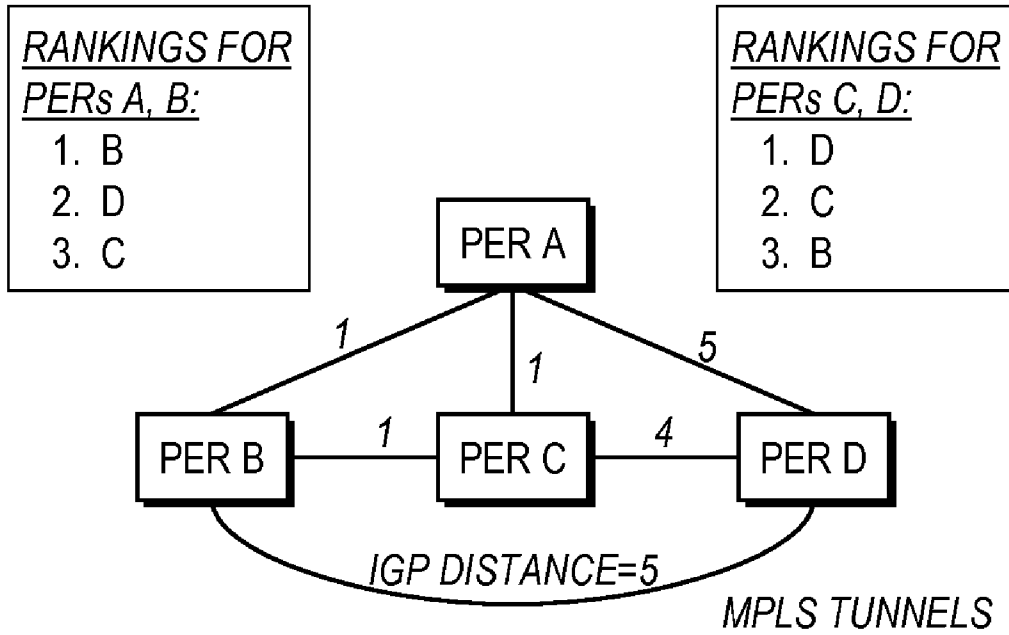 RANKINGS FOR
PERs A, B:
1. B
2. D
3. C
RANKINGS FOR
PERs C, D:
1. D
2. C
3. B
PER A
1
1
5
PER B
1
PER C
4
PER D
IGP DISTANCE=5
MPLS TUNNELS